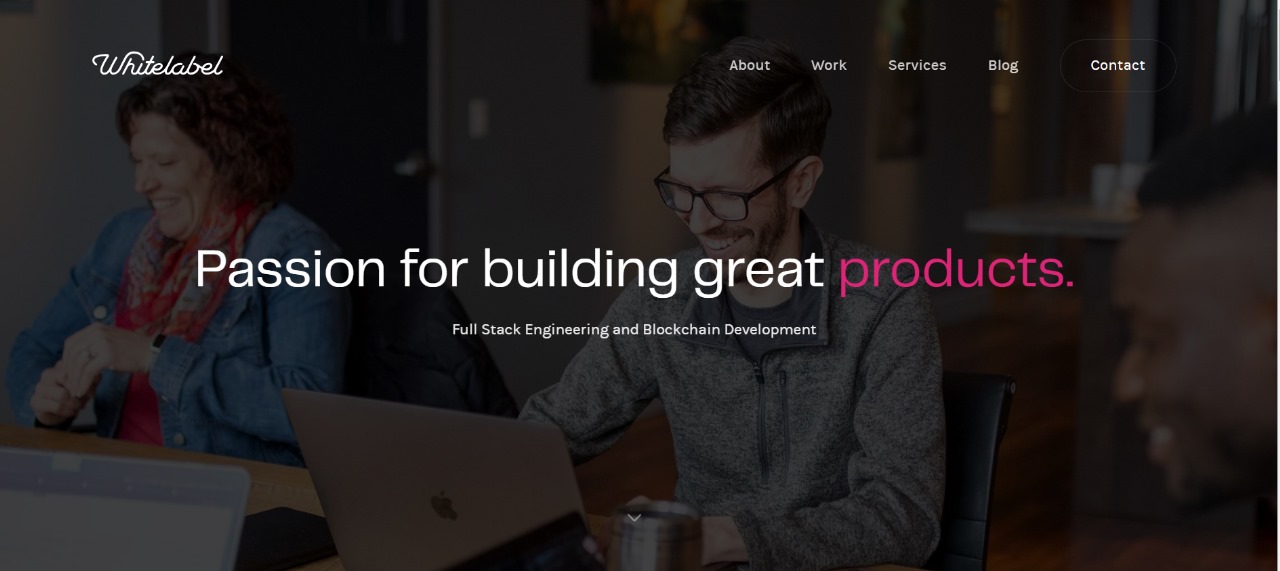 Whitelabel
About
Work
Services
Blog
Contact
Passion for building great products.
Full Stack Engineering and Blockchain Development